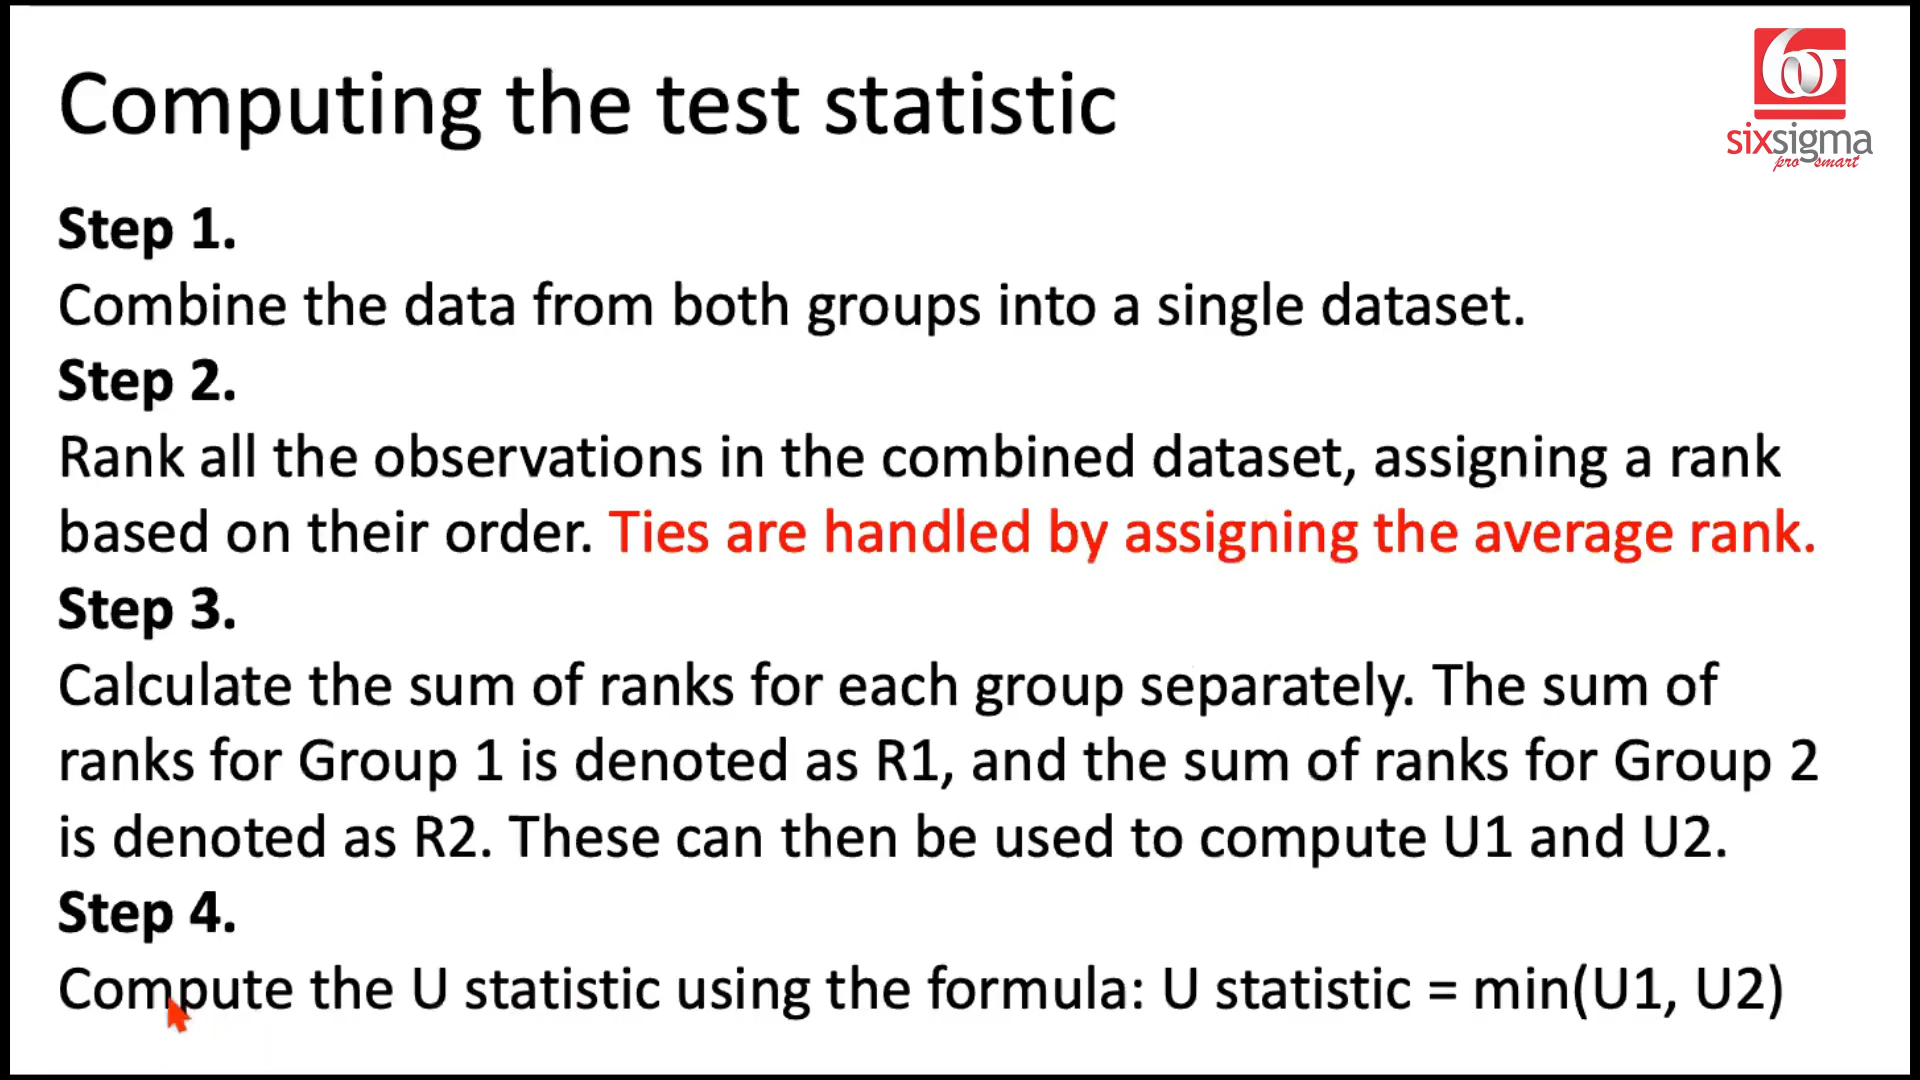 Computing the test statistic
sixsigma
pro smart
Step 1.
Combine the data from both groups into a single dataset.
Step 2.
Rank all the observations in the combined dataset, assigning a rank
based on their order. Ties are handled by assigning the average rank.
Step 3.
Calculate the sum of ranks for each group separately. The sum of
ranks for Group 1 is denoted as R1, and the sum of ranks for Group 2
is denoted as R2. These can then be used to compute U1 and U2.
Step 4.
Compute the U statistic using the formula: U statistic = min(U1, U2)